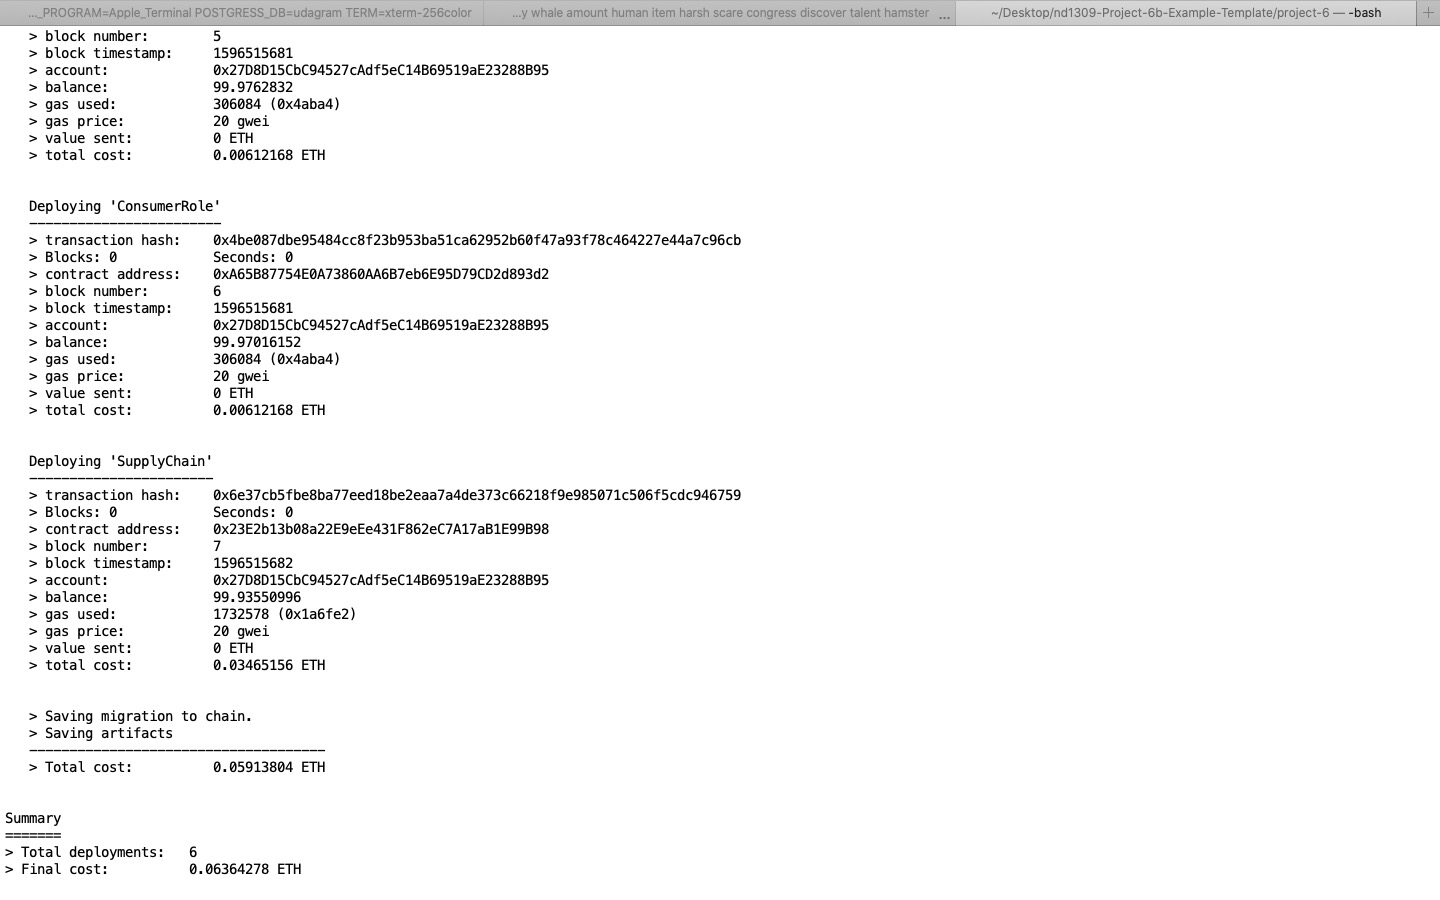 ..._PROGRAM=Apple_Terminal POSTGRESS_DB=udagram TERM=xterm-256color ...y whale amount human item harsh scare congress discover talent hamster ... ~/Desktop/nd1309-Project-6b-Example-Template/project-6 — -bash +
> block number: 5
> block timestamp: 1596515681
> account: 0x27D8D15CbC94527cAdf5eC14B69519aE23288B95
> balance: 99.9762832
> gas used: 306084 (0x4aba4)
> gas price: 20 gwei
> value sent: 0 ETH
> total cost: 0.00612168 ETH
Deploying 'ConsumerRole'
------------------------
> transaction hash: 0x4be087dbe95484cc8f23b953ba51ca62952b60f47a93f78c464227e44a7c96cb
> Blocks: 0 Seconds: 0
> contract address: 0xA65B87754E0A73860AA6B7eb6E95D79CD2d893d2
> block number: 6
> block timestamp: 1596515681
> account: 0x27D8D15CbC94527cAdf5eC14B69519aE23288B95
> balance: 99.97016152
> gas used: 306084 (0x4aba4)
> gas price: 20 gwei
> value sent: 0 ETH
> total cost: 0.00612168 ETH
Deploying 'SupplyChain'
-----------------------
> transaction hash: 0x6e37cb5fbe8ba77eed18be2eaa7a4de373c66218f9e985071c506f5cdc946759
> Blocks: 0 Seconds: 0
> contract address: 0x23E2b13b08a22E9eEe431F862eC7A17aB1E99B98
> block number: 7
> block timestamp: 1596515682
> account: 0x27D8D15CbC94527cAdf5eC14B69519aE23288B95
> balance: 99.93550996
> gas used: 1732578 (0x1a6fe2)
> gas price: 20 gwei
> value sent: 0 ETH
> total cost: 0.03465156 ETH
> Saving migration to chain.
> Saving artifacts
-------------------------------------
> Total cost: 0.05913804 ETH
Summary
=======
> Total deployments: 6
> Final cost: 0.06364278 ETH